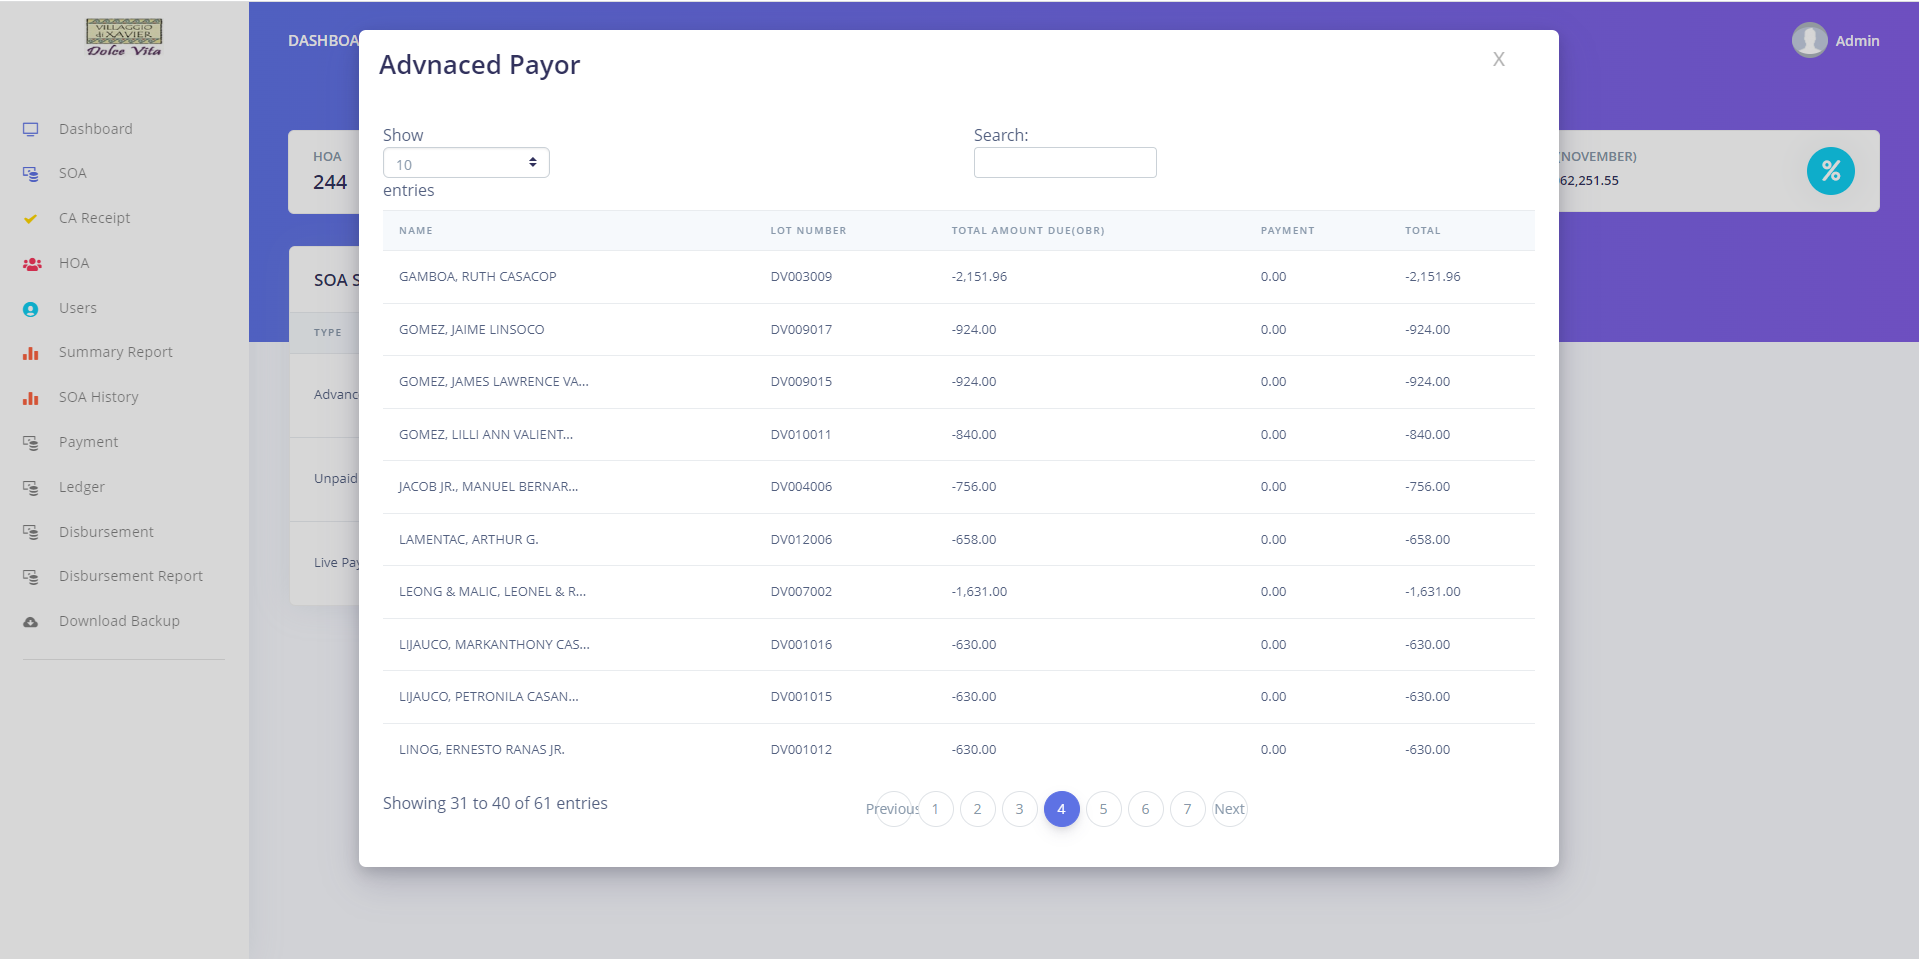 VILLAGGIO
di XAVIER
Dolce Vita
Dashboard
SOA
CA Receipt
HOA
Users
Summary Report
SOA History
Payment
Ledger
Disbursement
Disbursement Report
Download Backup
DASHBOA
Admin
HOA
244
(NOVEMBER)
62,251.55
%
SOA S
TYPE
Advanc
Unpaid
Live Pay
Advnaced Payor
X
Show
10
entries
Search:
NAME LOT NUMBER TOTAL AMOUNT DUE(OBR) PAYMENT TOTAL
GAMBOA, RUTH CASACOP DV003009 -2,151.96 0.00 -2,151.96
GOMEZ, JAIME LINSOCO DV009017 -924.00 0.00 -924.00
GOMEZ, JAMES LAWRENCE VA... DV009015 -924.00 0.00 -924.00
GOMEZ, LILLI ANN VALIENT... DV010011 -840.00 0.00 -840.00
JACOB JR., MANUEL BERNAR... DV004006 -756.00 0.00 -756.00
LAMENTAC, ARTHUR G. DV012006 -658.00 0.00 -658.00
LEONG & MALIC, LEONEL & R... DV007002 -1,631.00 0.00 -1,631.00
LIJAUCO, MARKANTHONY CAS... DV001016 -630.00 0.00 -630.00
LIJAUCO, PETRONILA CASAN... DV001015 -630.00 0.00 -630.00
LINOG, ERNESTO RANAS JR. DV001012 -630.00 0.00 -630.00
Showing 31 to 40 of 61 entries
Previous 1 2 3 4 5 6 7 Next